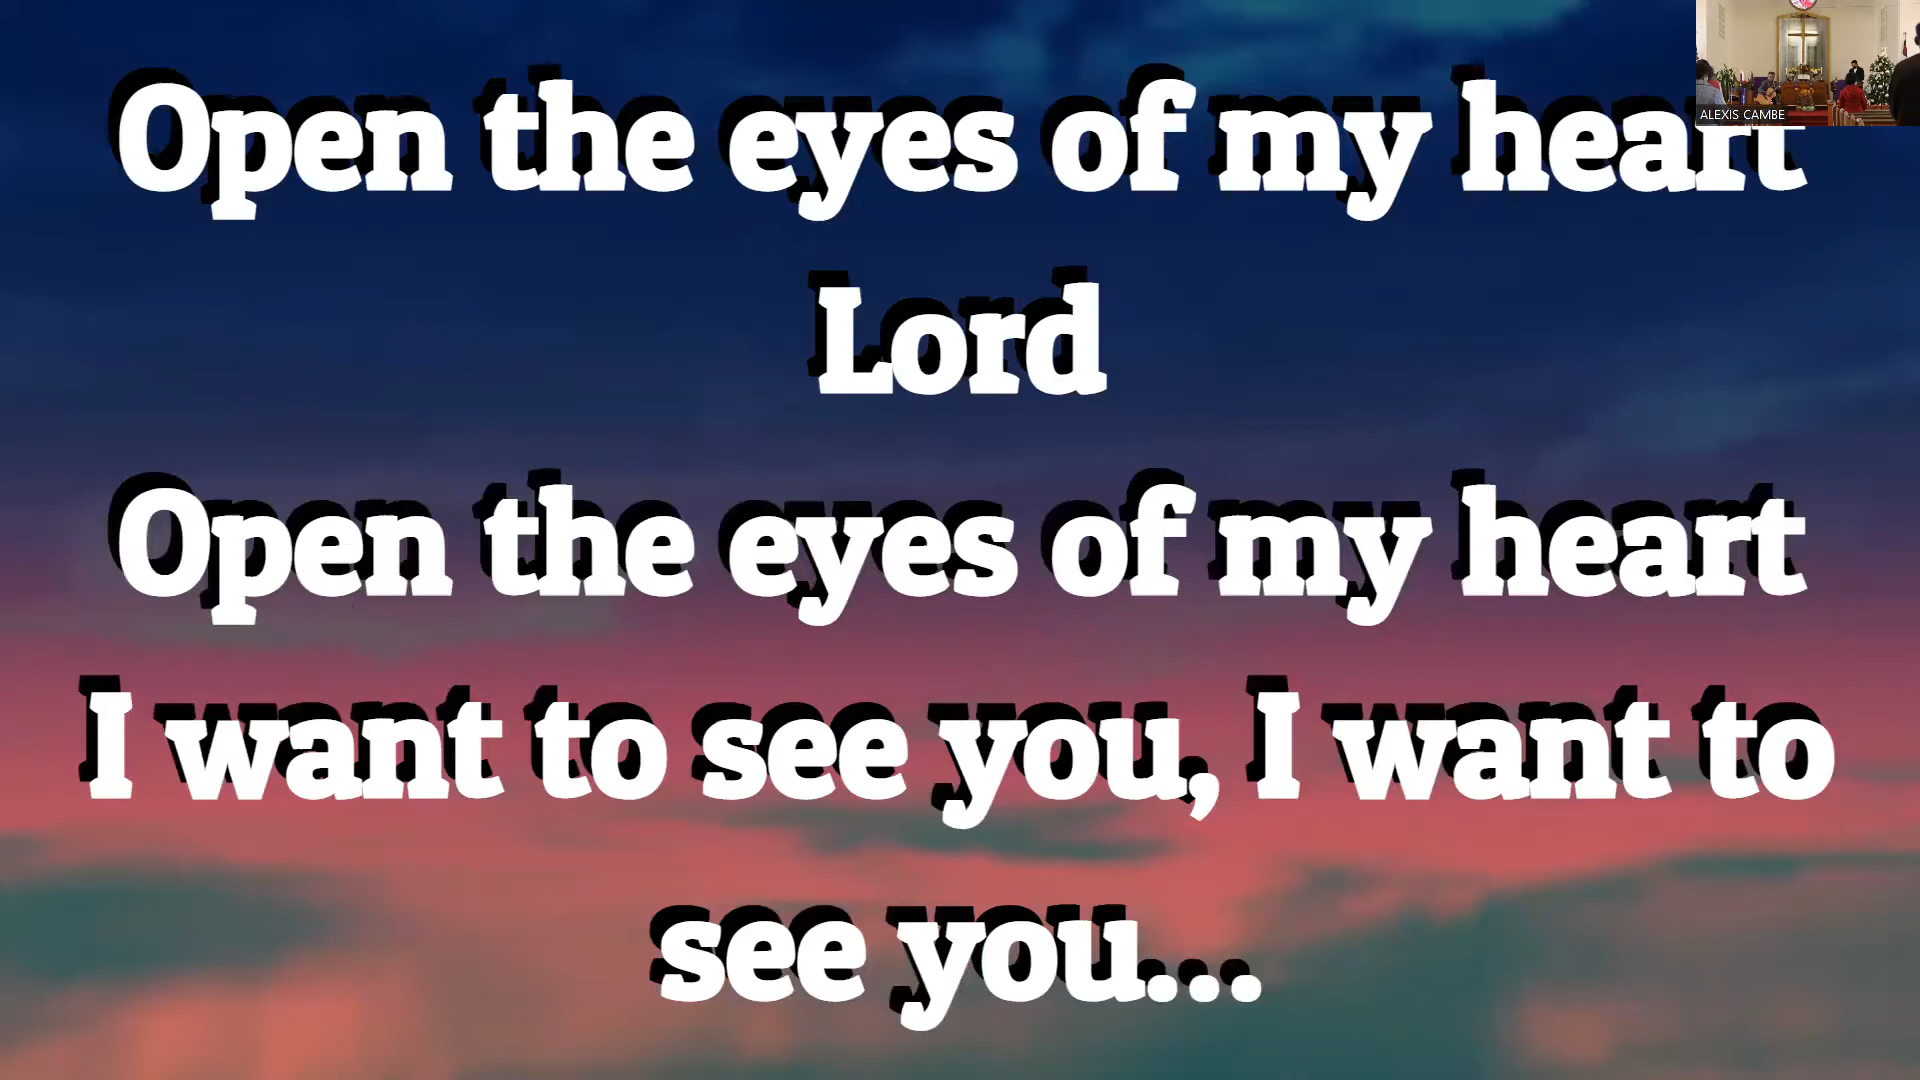 Open the eyes of my heart
Lord
Open the eyes of my heart
I want to see you, I want to
see you...
ALEXIS CAMBE